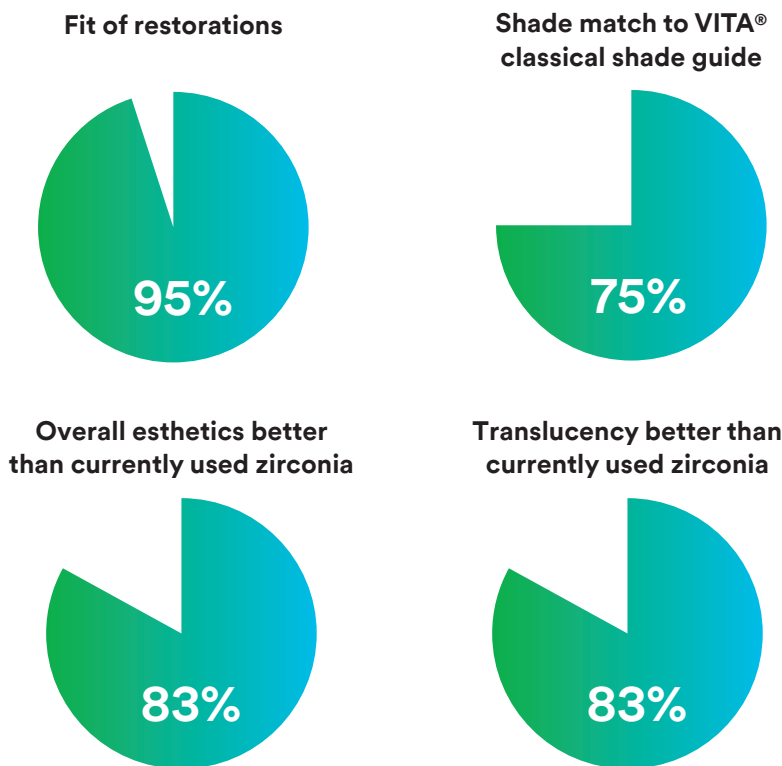 Fit of restorations
95%
Shade match to VITA®
classical shade guide
75%
Overall esthetics better
than currently used zirconia
83%
Translucency better than
currently used zirconia
83%